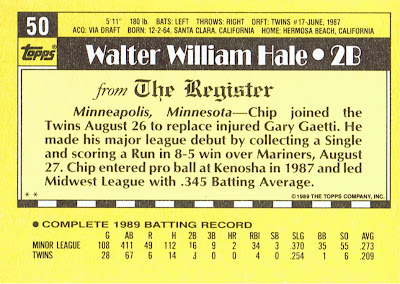 50
5'11" 180 lb. BATS: LEFT THROWS: RIGHT DRFT: TWINS #17-JUNE, 1987
ACQ: VIA DRAFT BORN: 12-2-64, SANTA CLARA, CALIFORNIA HOME: HERMOSA BEACH, CALIFORNIA
TOPPS
Walter William Hale • 2B
from The Register
Minneapolis, Minnesota—Chip joined the
Twins August 26 to replace injured Gary Gaetti. He
made his major league debut by collecting a Single
and scoring a Run in 8-5 win over Mariners, August
27. Chip entered pro ball at Kenosha in 1987 and led
Midwest League with .345 Batting Average.
* * ©1989 THE TOPPS COMPANY, INC.
• COMPLETE 1989 BATTING RECORD
G AB R H 2B 3B HR RBI SB SLG BB SO AVG
MINOR LEAGUE 108 411 49 112 16 9 2 34 3 .370 35 55 .273
TWINS 28 67 6 14 3 0 0 4 0 .254 1 6 .209